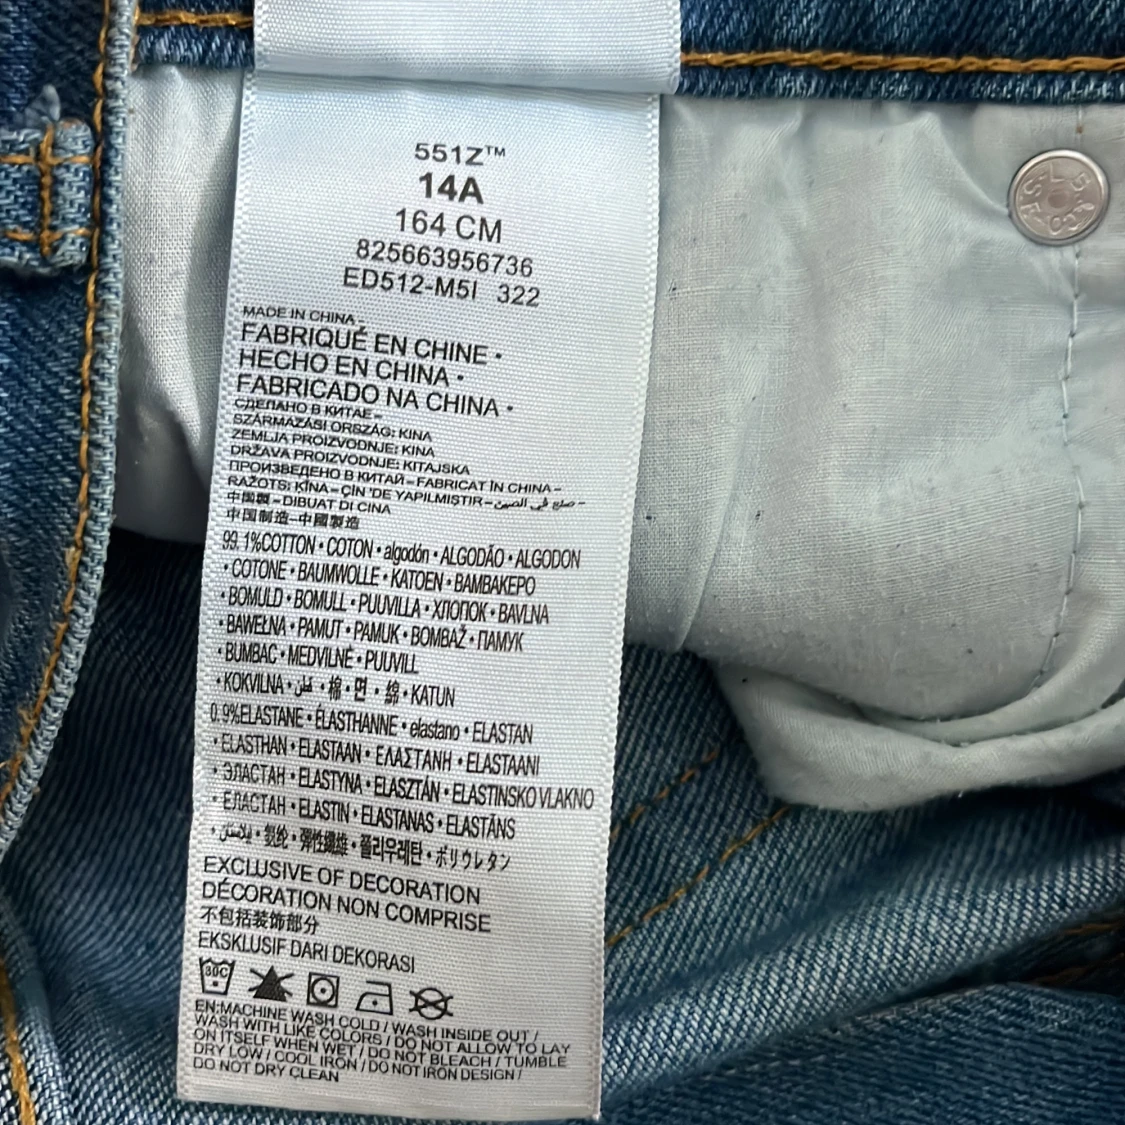 551Z™
14A
164 CM
825663956736
ED512-M5I 322
MADE IN CHINA -
FABRIQUÉ EN CHINE •
HECHO EN CHINA •
FABRICADO NA CHINA •
СДЕЛАНО В КИТАЕ -
SZÁRMAZÁSI ORSZÁG: KINA
ZEMLJA PROIZVODNJE: KINA
DRŽAVA PROIZVODNJE: KITAJSKA
ПРОИЗВЕДЕНО В КИТАЙ - FABRICAT ÎN CHINA -
RAŽOTS: ĶĪNA - ÇİN 'DE YAPILMIŞTIR - صنع في الصين -
中国製 - DIBUAT DI CINA
中国制造 - 中國製造
99.1%COTTON • COTON • algodón • ALGODÃO • ALGODON
• COTONE • BAUMWOLLE • KATOEN • ΒΑΜΒΑΚΕΡΟ
• BOMULD • BOMULL • PUUVILLA • ХЛОПОК • BAVLNA
• BAWEŁNA • PAMUT • PAMUK • BOMBAŽ • ПАМУК
• BUMBAC • MEDVILNĖ • PUUVILL
• KOKVILNA • قطن • 棉 • 면 • 綿 • KATUN
0.9%ELASTANE • ÉLASTHANNE • elastano • ELASTAN
• ELASTHAN • ELASTAAN • ΕΛΑΣΤΑΝΗ • ELASTAANI
• ЭЛАСТАН • ELASTYNA • ELASZTÁN • ELASTINSKO VLAKNO
• ЕЛАСТАН • ELASTIN • ELASTANAS • ELASTĀNS
• 氨纶 • 彈性纖維 • 폴리우레탄 • ポリウレタン
EXCLUSIVE OF DECORATION
DÉCORATION NON COMPRISE
不包括装饰部分
EKSKLUSIF DARI DEKORASI
30C
EN:MACHINE WASH COLD / WASH INSIDE OUT /
WASH WITH LIKE COLORS / DO NOT ALLOW TO LAY
ON ITSELF WHEN WET / DO NOT BLEACH / TUMBLE
DRY LOW / COOL IRON / DO NOT IRON DESIGN /
DO NOT DRY CLEAN